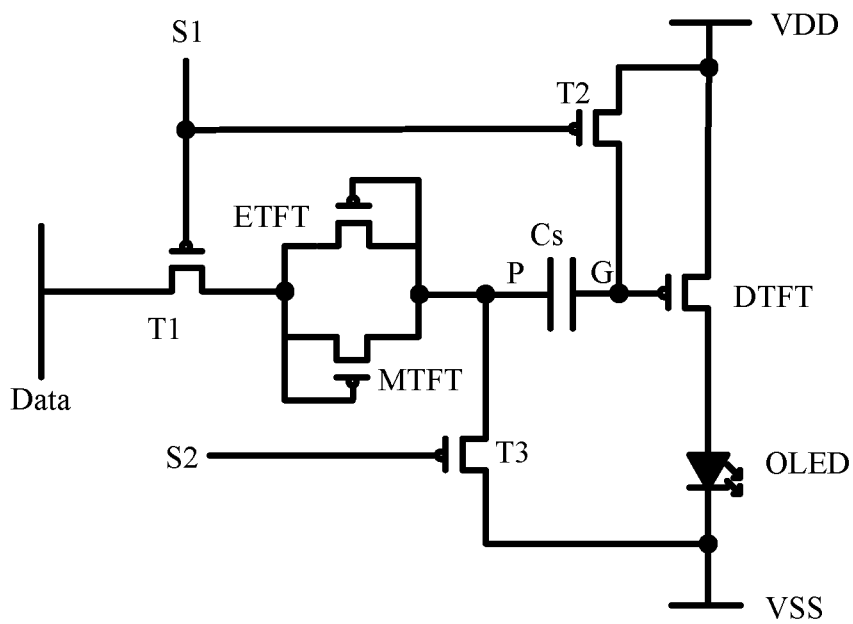 S1
VDD
T2
ETFT
Cs
P
G
DTFT
T1
MTFT
Data
S2
T3
OLED
VSS